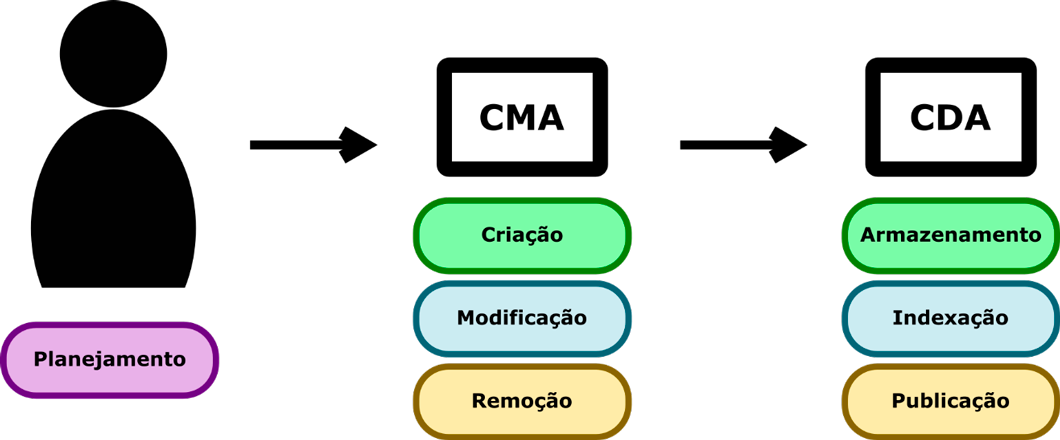 CMA
CDA
Criação
Armazenamento
Modificação
Indexação
Planejamento
Remoção
Publicação